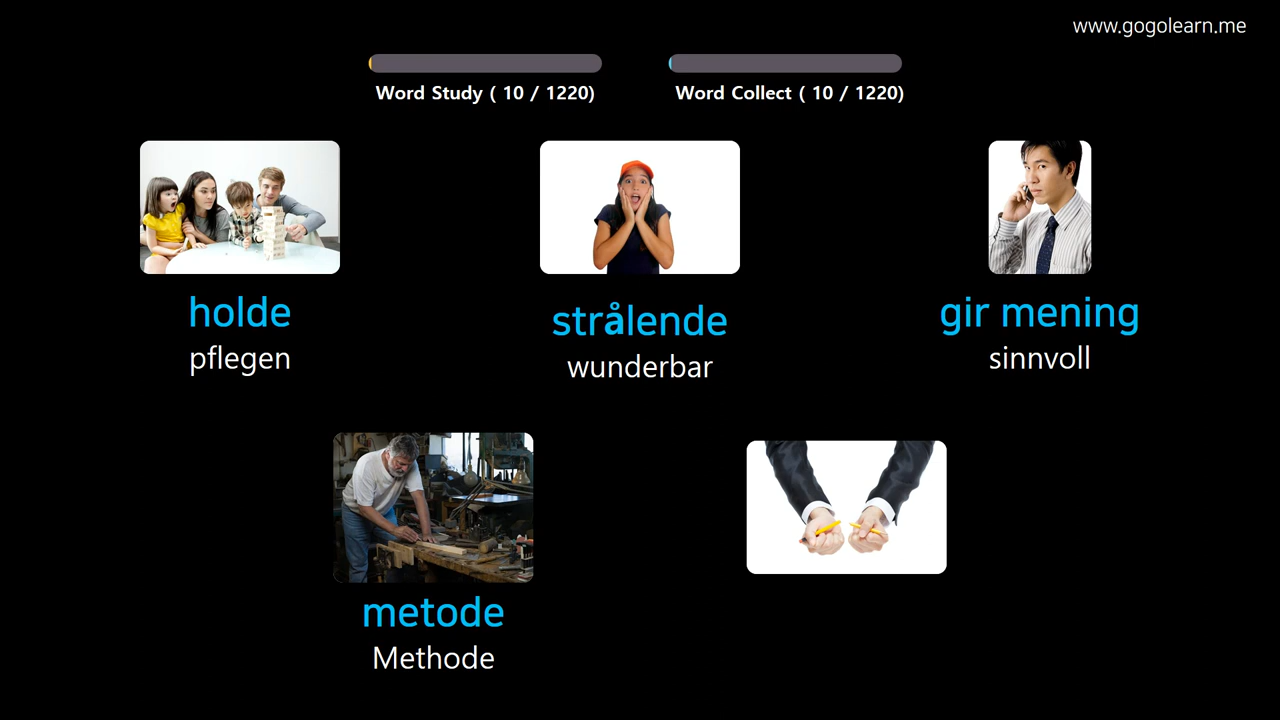 www.gogolearn.me
Word Study ( 10 / 1220)
Word Collect ( 10 / 1220)
holde
pflegen
strålende
wunderbar
gir mening
sinnvoll
metode
Methode